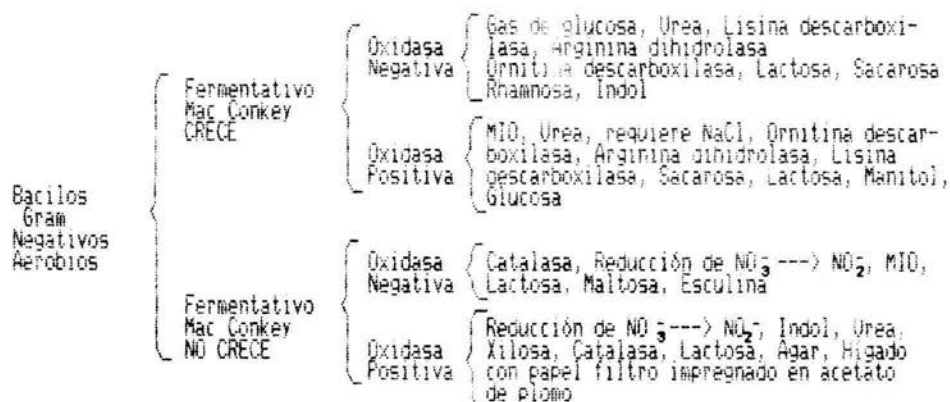 Bacilos
Gram
Negativos
Aerobios
Fermentativo
Mac Conkey
CRECE
Oxidasa
Negativa
Gas de glucosa, Urea, Lisina descarboxi-
lasa, Arginina dihidrolasa
Ornitina descarboxilasa, Lactosa, Sacarosa
Rhamnosa, Indol
Oxidasa
Positiva
MIO, Urea, requiere NaCl, Ornitina descar-
boxilasa, Arginina dihidrolasa, Lisina
descarboxilasa, Sacarosa, Lactosa, Manitol,
Glucosa
Fermentativo
Mac Conkey
NO CRECE
Oxidasa
Negativa
Catalasa, Reducción de NO₃⁻ ---> NO₂⁻, MIO,
Lactosa, Maltosa, Esculina
Oxidasa
Positiva
Reducción de NO₃⁻ ---> NO₂⁻, Indol, Urea,
Xilosa, Catalasa, Lactosa, Agar, Hígado
con papel filtro impregnado en acetato
de plomo